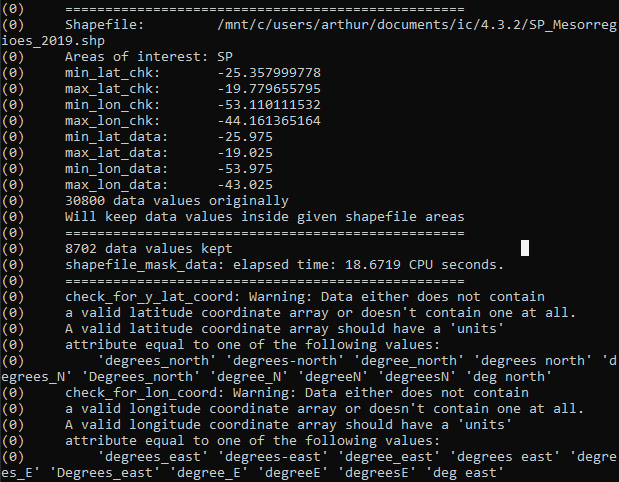 (0)     ================================================
(0)     Shapefile:         /mnt/c/users/arthur/documents/ic/4.3.2/SP_Mesorreg
ioes_2019.shp
(0)     Areas of interest: SP
(0)     min_lat_chk:       -25.357999778
(0)     max_lat_chk:       -19.779655795
(0)     min_lon_chk:       -53.110111532
(0)     max_lon_chk:       -44.161365164
(0)     min_lat_data:      -25.975
(0)     max_lat_data:      -19.025
(0)     min_lon_data:      -53.975
(0)     max_lon_data:      -43.025
(0)     30800 data values originally
(0)     Will keep data values inside given shapefile areas
(0)     ================================================
(0)     8702 data values kept
(0)     shapefile_mask_data: elapsed time: 18.6719 CPU seconds.
(0)     ================================================
(0)     check_for_y_lat_coord: Warning: Data either does not contain
(0)     a valid latitude coordinate array or doesn't contain one at all.
(0)     A valid latitude coordinate array should have a 'units'
(0)     attribute equal to one of the following values:
(0)         'degrees_north' 'degrees-north' 'degree_north' 'degrees north' 'd
egrees_N' 'Degrees_north' 'degree_N' 'degreeN' 'degreesN' 'deg north'
(0)     check_for_lon_coord: Warning: Data either does not contain
(0)     a valid longitude coordinate array or doesn't contain one at all.
(0)     A valid longitude coordinate array should have a 'units'
(0)     attribute equal to one of the following values:
(0)         'degrees_east' 'degrees-east' 'degree_east' 'degrees east' 'degre
es_E' 'Degrees_east' 'degree_E' 'degreeE' 'degreesE' 'deg east'